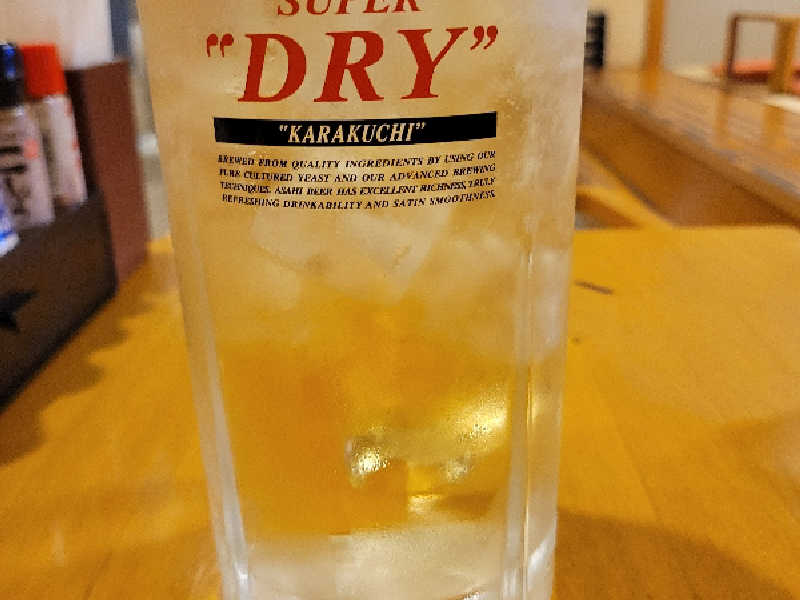 SUPER
"DRY"
"KARAKUCHI"
BREWED FROM QUALITY INGREDIENTS BY USING OUR
PURE CULTURED YEAST AND OUR ADVANCED BREWING
TECHNIQUES. ASAHI BEER HAS EXCELLENT RICHNESS, TRULY
REFRESHING DRINKABILITY AND SATIN SMOOTHNESS.